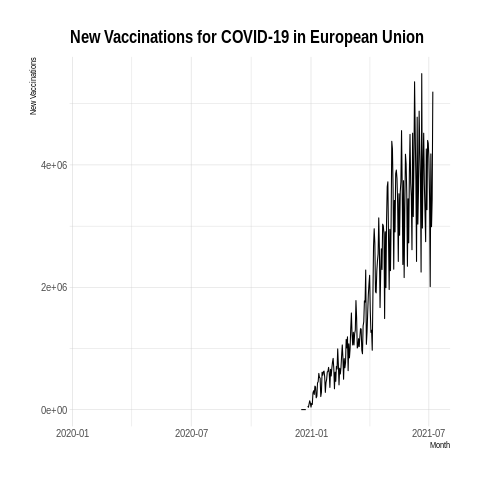 New Vaccinations for COVID-19 in European Union
New Vaccinations
4e+06
2e+06
0e+00
2020-01 2020-07 2021-01 2021-07
Month